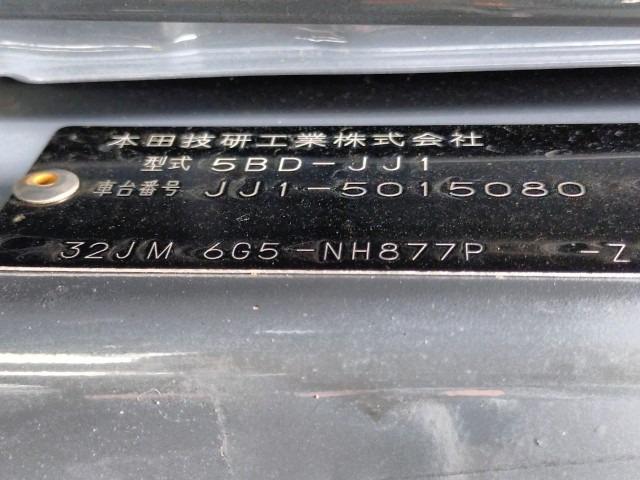 本田技研工業株式会社
型式 5BD-JJ1
車台番号 JJ1-5015080
32JM 6G5-NH877P -Z